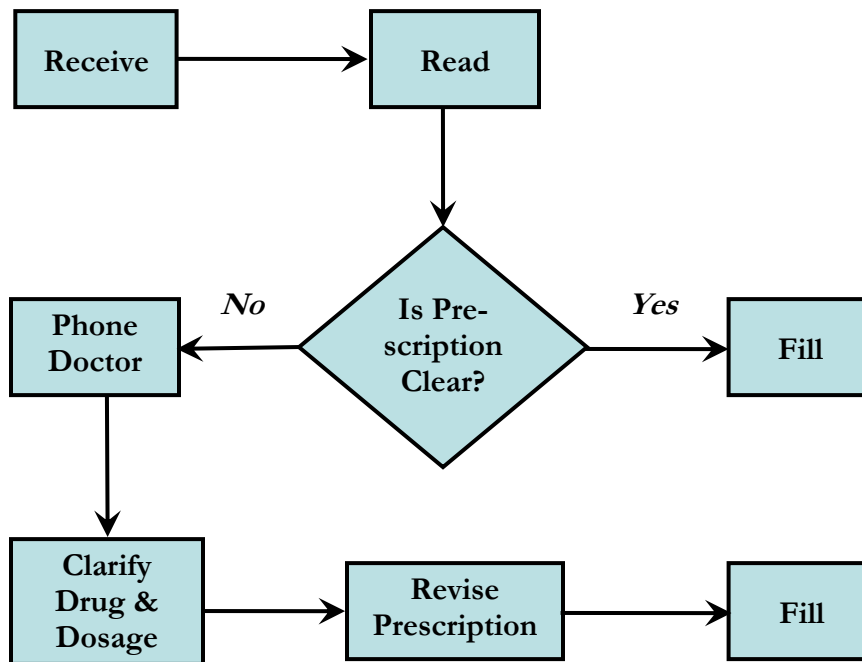 Receive
Read
No
Yes
Is Pre-
scription
Clear?
Phone
Doctor
Fill
Clarify
Drug &
Dosage
Revise
Prescription
Fill